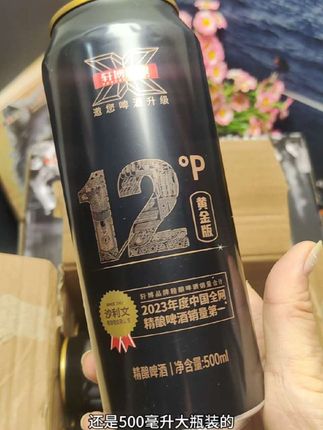 轩博
邀您啤酒升级
12°P
黄金版
轩博品牌精酿啤酒销量合计
2023年度中国全网
精酿啤酒销量第一
沙利文
精酿啤酒 | 净含量:500ml
还是500毫升大瓶装的